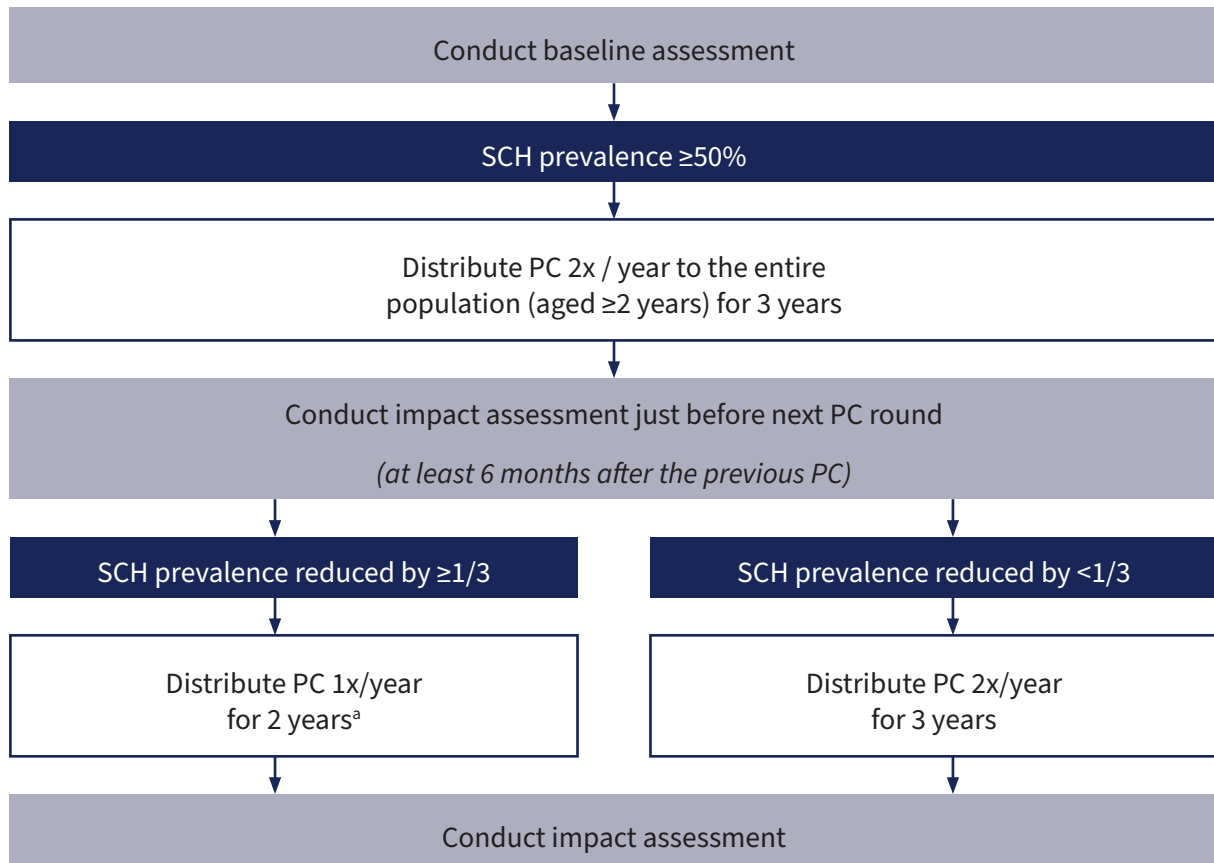 Conduct baseline assessment
SCH prevalence ≥50%
Distribute PC 2x / year to the entire
population (aged ≥2 years) for 3 years
Conduct impact assessment just before next PC round
(at least 6 months after the previous PC)
SCH prevalence reduced by ≥1/3
Distribute PC 1x/year
for 2 yearsᵃ
SCH prevalence reduced by <1/3
Distribute PC 2x/year
for 3 years
Conduct impact assessment